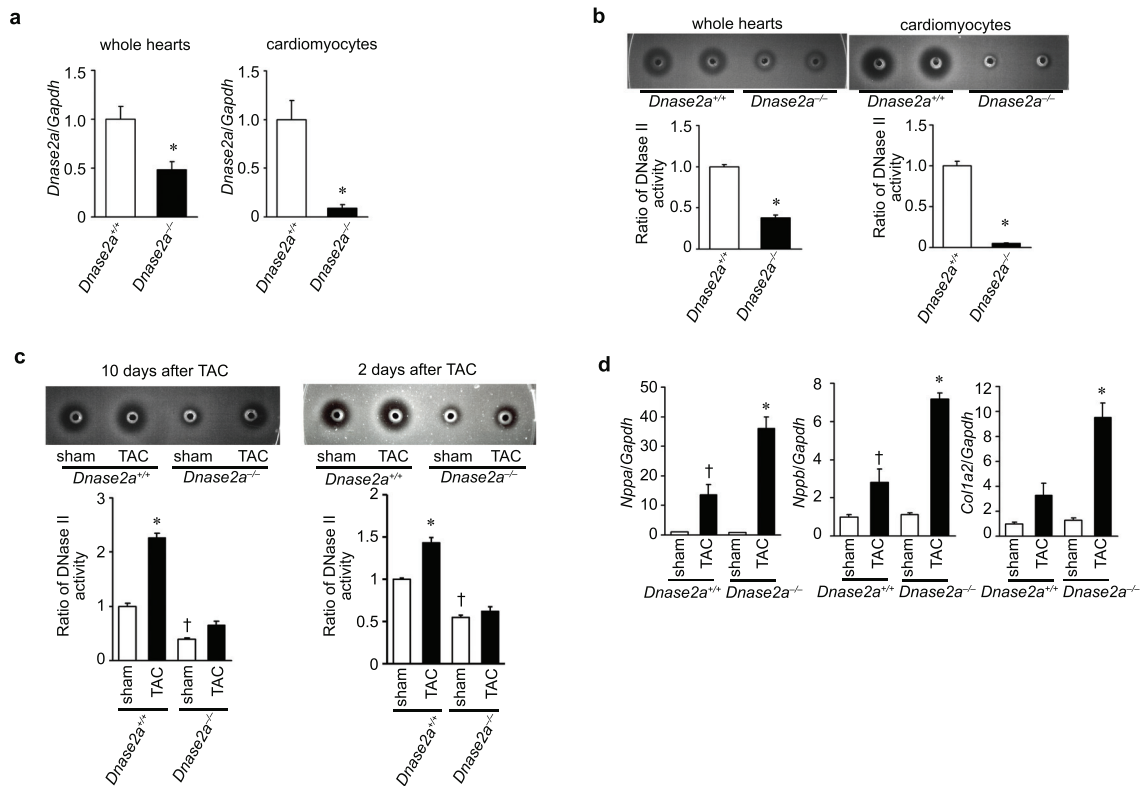 a
whole hearts
cardiomyocytes
Dnase2a/Gapdh
1.5
1.0
0.5
0
*
Dnase2a+/+
Dnase2a–/–
Dnase2a/Gapdh
1.5
1.0
0.5
0
*
Dnase2a+/+
Dnase2a–/–
b
whole hearts
cardiomyocytes
Dnase2a+/+
Dnase2a–/–
Dnase2a+/+
Dnase2a–/–
Ratio of DNase II
activity
1.5
1.0
0.5
0
*
Dnase2a+/+
Dnase2a–/–
Ratio of DNase II
activity
1.5
1.0
0.5
0
*
Dnase2a+/+
Dnase2a–/–
c
10 days after TAC
2 days after TAC
sham TAC sham TAC
Dnase2a+/+ Dnase2a–/–
sham TAC sham TAC
Dnase2a+/+ Dnase2a–/–
Ratio of DNase II
activity
3
2
1
0
*
†
sham
TAC
sham
TAC
Dnase2a+/+
Dnase2a–/–
Ratio of DNase II
activity
2
1.5
1
0.5
0
*
†
sham
TAC
sham
TAC
Dnase2a+/+
Dnase2a–/–
d
Nppa/Gapdh
50
40
30
20
10
0
†
*
sham
TAC
sham
TAC
Dnase2a+/+ Dnase2a–/–
Nppb/Gapdh
8
6
4
2
0
†
*
sham
TAC
sham
TAC
Dnase2a+/+ Dnase2a–/–
Col1a2/Gapdh
12
10
8
6
4
2
0
*
sham
TAC
sham
TAC
Dnase2a+/+ Dnase2a–/–